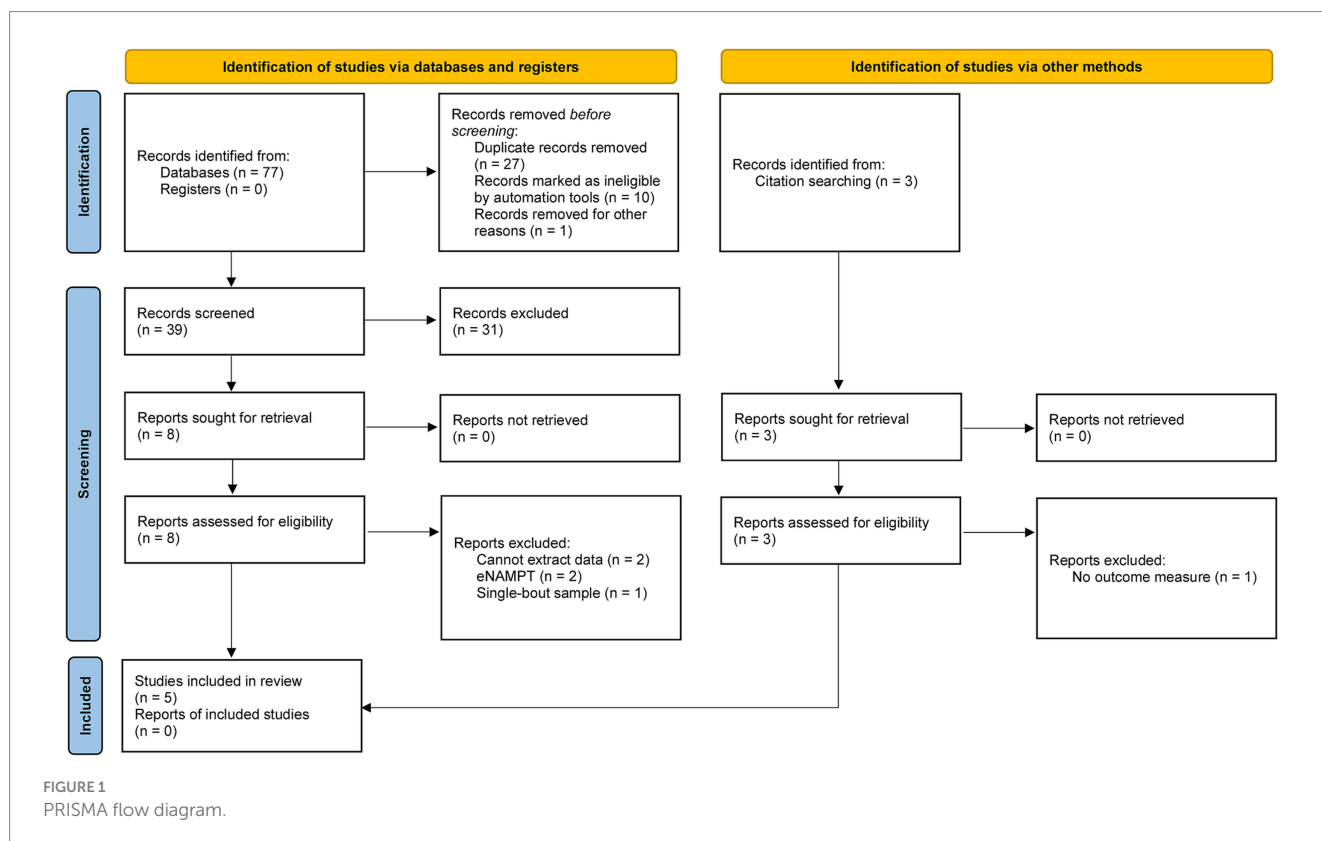 Identification of studies via databases and registers
Identification of studies via other methods
Identification
Records identified from:
Databases (n = 77)
Registers (n = 0)
Records removed before
screening:
Duplicate records removed
(n = 27)
Records marked as ineligible
by automation tools (n = 10)
Records removed for other
reasons (n = 1)
Records identified from:
Citation searching (n = 3)
Screening
Records screened
(n = 39)
Records excluded
(n = 31)
Reports sought for retrieval
(n = 8)
Reports not retrieved
(n = 0)
Reports sought for retrieval
(n = 3)
Reports not retrieved
(n = 0)
Reports assessed for eligibility
(n = 8)
Reports excluded:
Cannot extract data (n = 2)
eNAMPT (n = 2)
Single-bout sample (n = 1)
Reports assessed for eligibility
(n = 3)
Reports excluded:
No outcome measure (n = 1)
Included
Studies included in review
(n = 5)
Reports of included studies
(n = 0)
FIGURE 1
PRISMA flow diagram.